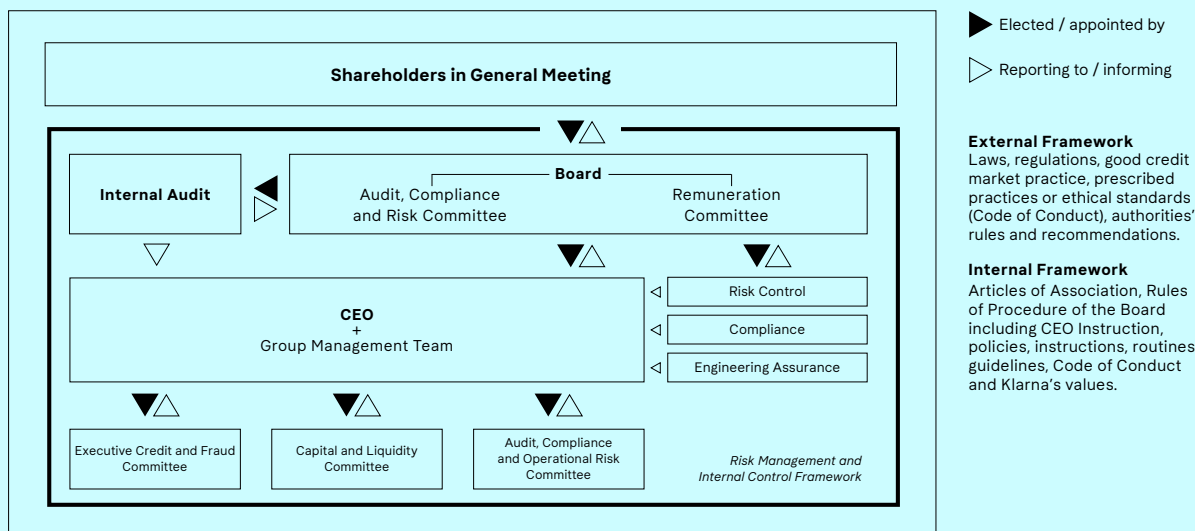 Shareholders in General Meeting
Internal Audit
Board
Audit, Compliance
and Risk Committee
Remuneration
Committee
CEO
+
Group Management Team
Risk Control
Compliance
Engineering Assurance
Executive Credit and Fraud
Committee
Capital and Liquidity
Committee
Audit, Compliance
and Operational Risk
Committee
Risk Management and
Internal Control Framework
Elected / appointed by
Reporting to / informing
External Framework
Laws, regulations, good credit
market practice, prescribed
practices or ethical standards
(Code of Conduct), authorities’
rules and recommendations.
Internal Framework
Articles of Association, Rules
of Procedure of the Board
including CEO Instruction,
policies, instructions, routines
guidelines, Code of Conduct
and Klarna’s values.